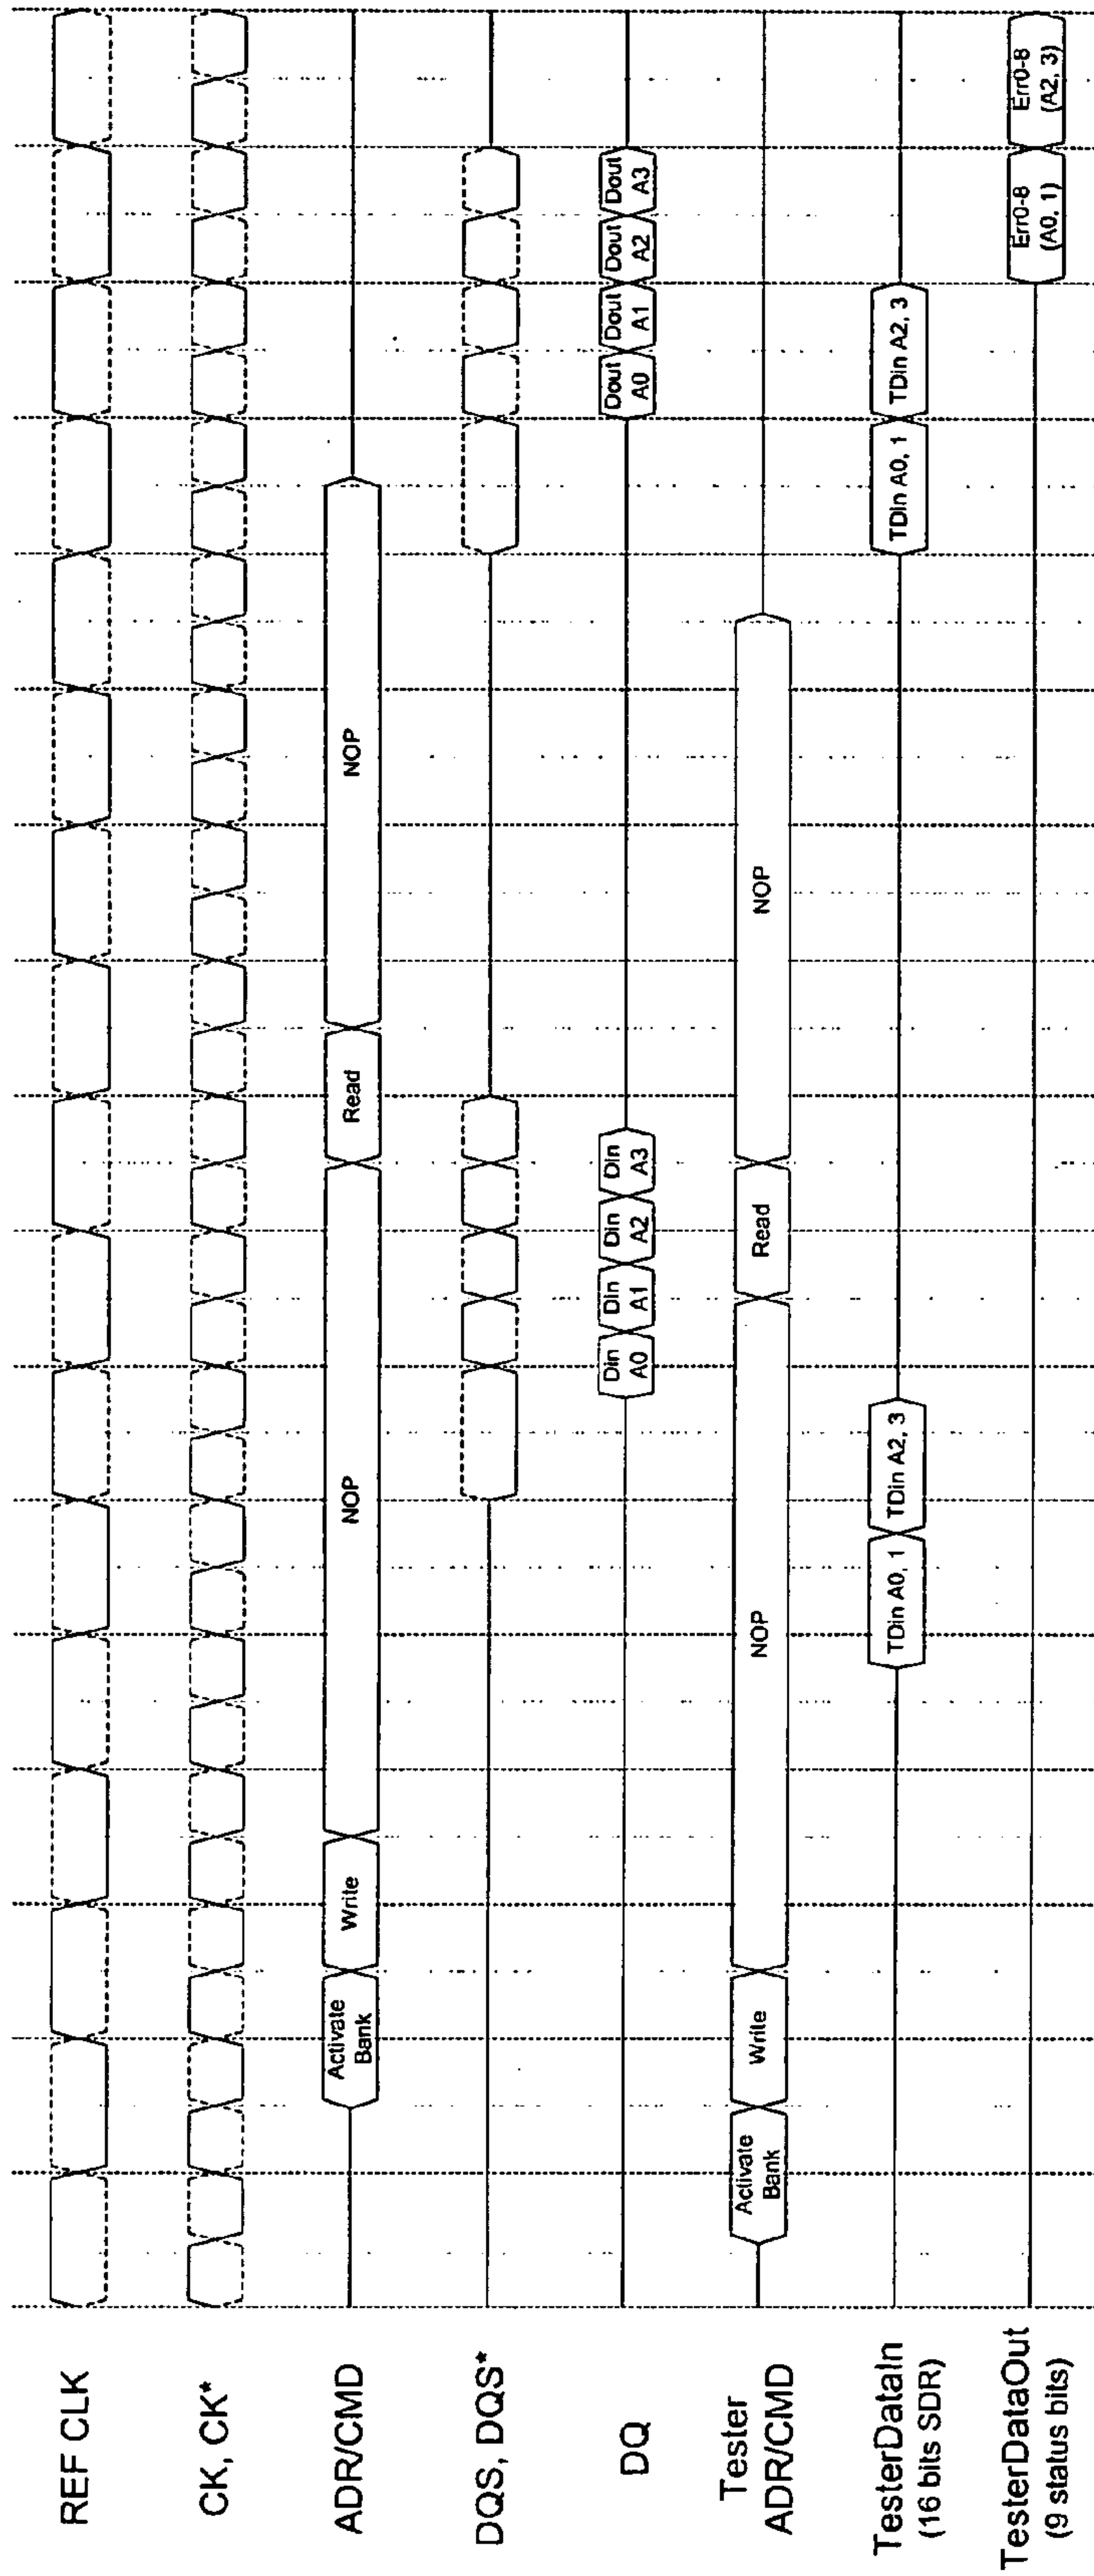 REF CLK
CK, CK*
ADR/CMD
Activate
Bank
Write
NOP
Read
NOP
DQS, DQS*
DQ
Din
A0
Din
A1
Din
A2
Din
A3
Dout
A0
Dout
A1
Dout
A2
Dout
A3
Tester
ADR/CMD
Activate
Bank
Write
NOP
Read
NOP
TesterDataIn
(16 bits SDR)
TDin A0, 1
TDin A2, 3
TDin A0, 1
TDin A2, 3
TesterDataOut
(9 status bits)
Err0-8
(A0, 1)
Err0-8
(A2, 3)